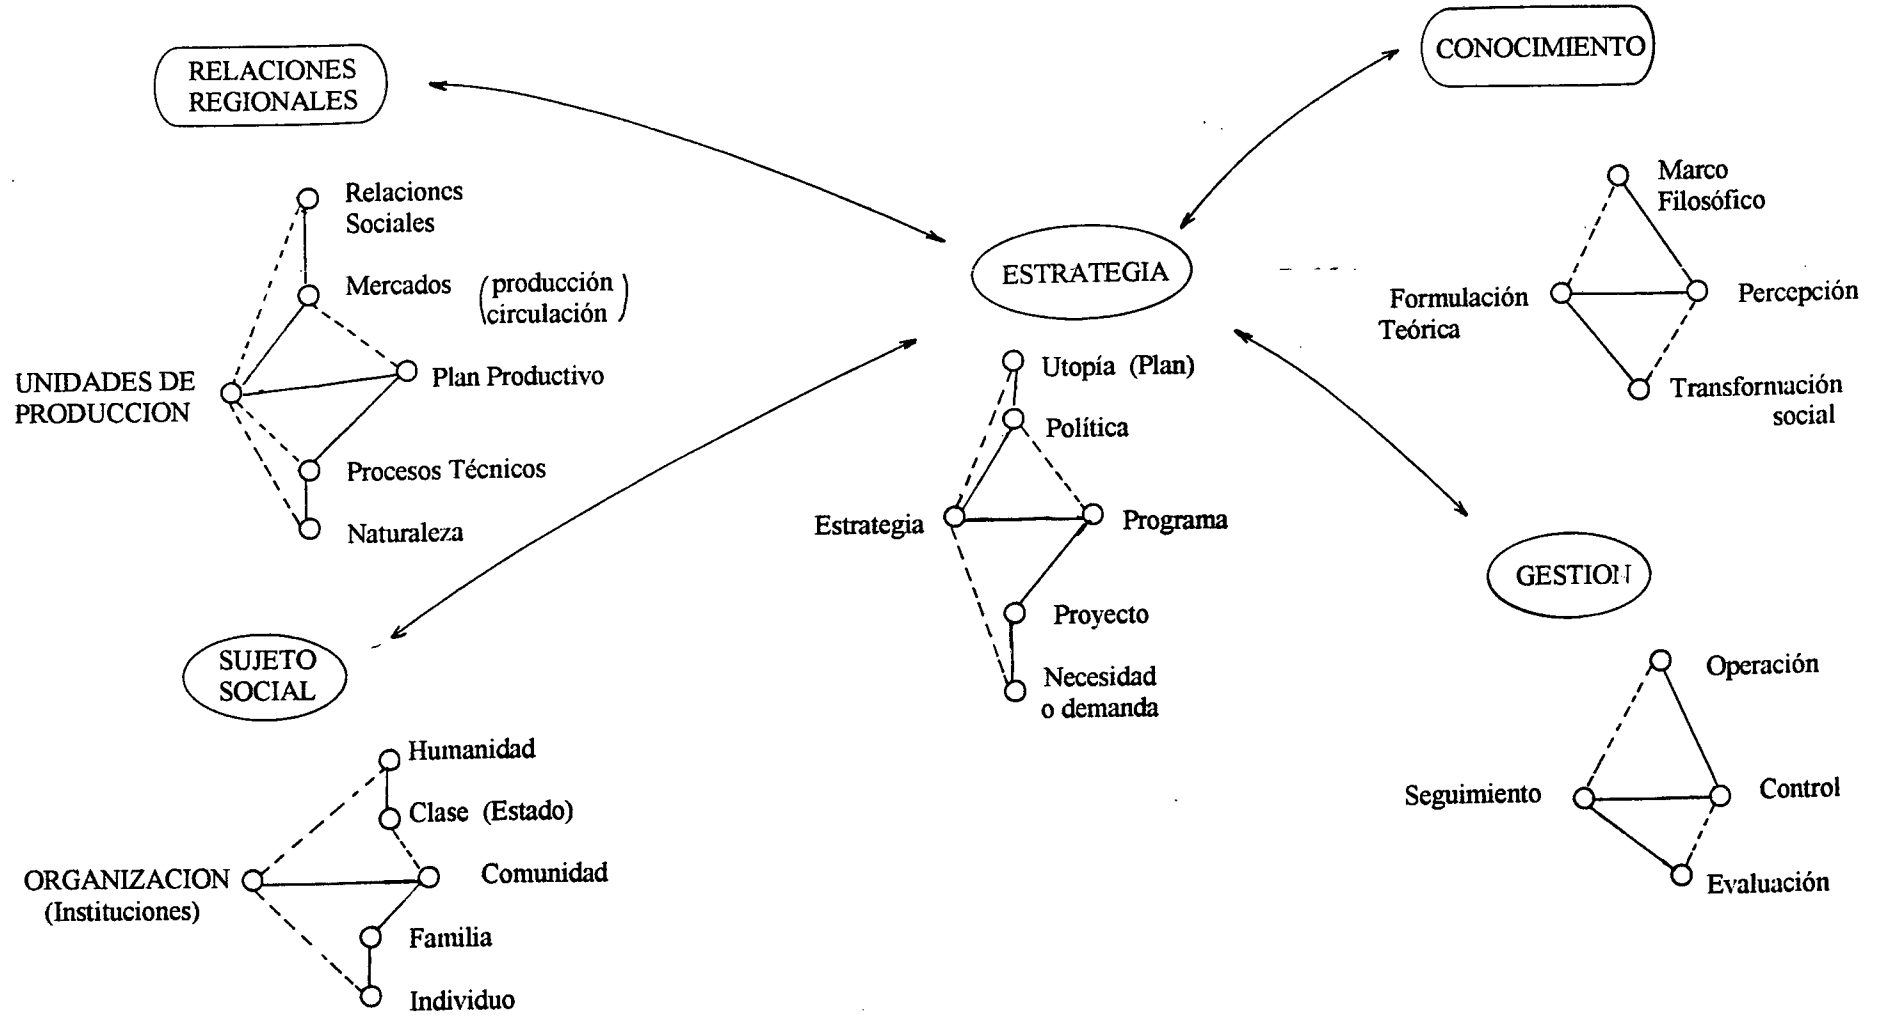 RELACIONES
REGIONALES
Relaciones
Sociales
Mercados (producción
circulación)
UNIDADES DE
PRODUCCION
Plan Productivo
Procesos Técnicos
Naturaleza
SUJETO
SOCIAL
Humanidad
Clase (Estado)
ORGANIZACION
(Instituciones)
Comunidad
Familia
Individuo
ESTRATEGIA
Utopía (Plan)
Política
Estrategia
Programa
Proyecto
Necesidad
o demanda
CONOCIMIENTO
Marco
Filosófico
Formulación
Teórica
Percepción
Transformación
social
GESTION
Operación
Seguimiento
Control
Evaluación